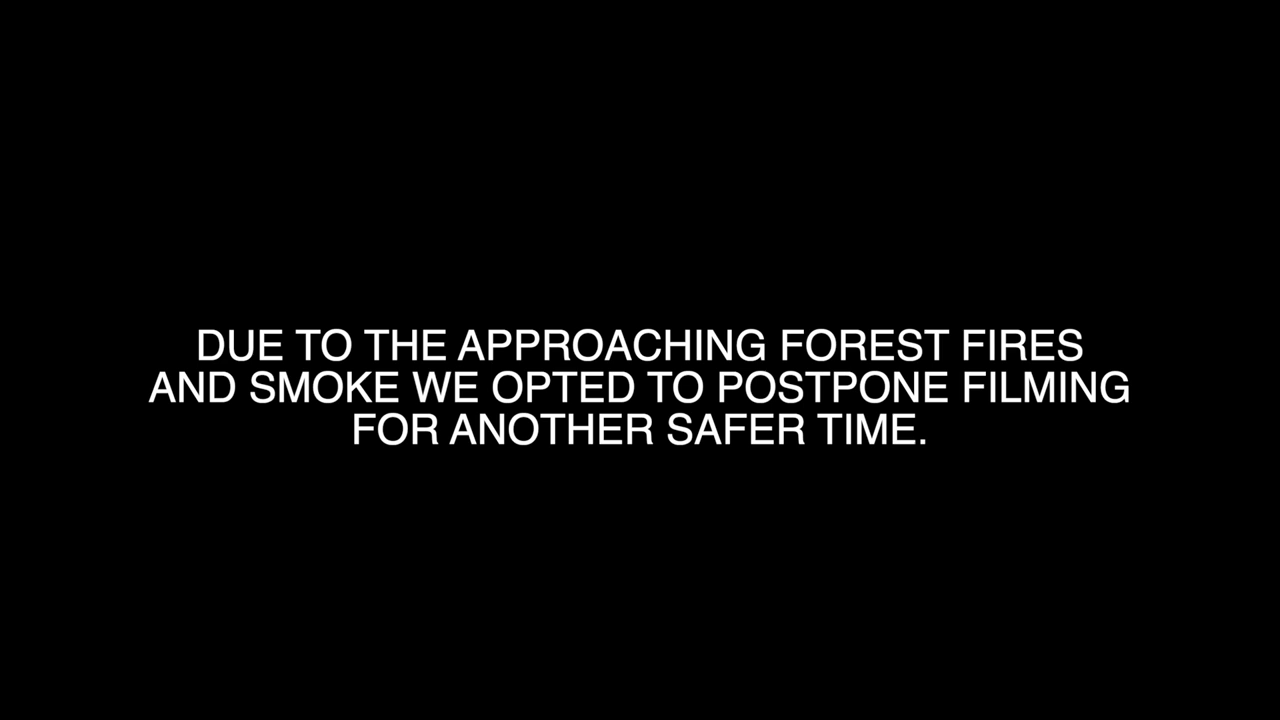 DUE TO THE APPROACHING FOREST FIRES
AND SMOKE WE OPTED TO POSTPONE FILMING
FOR ANOTHER SAFER TIME.